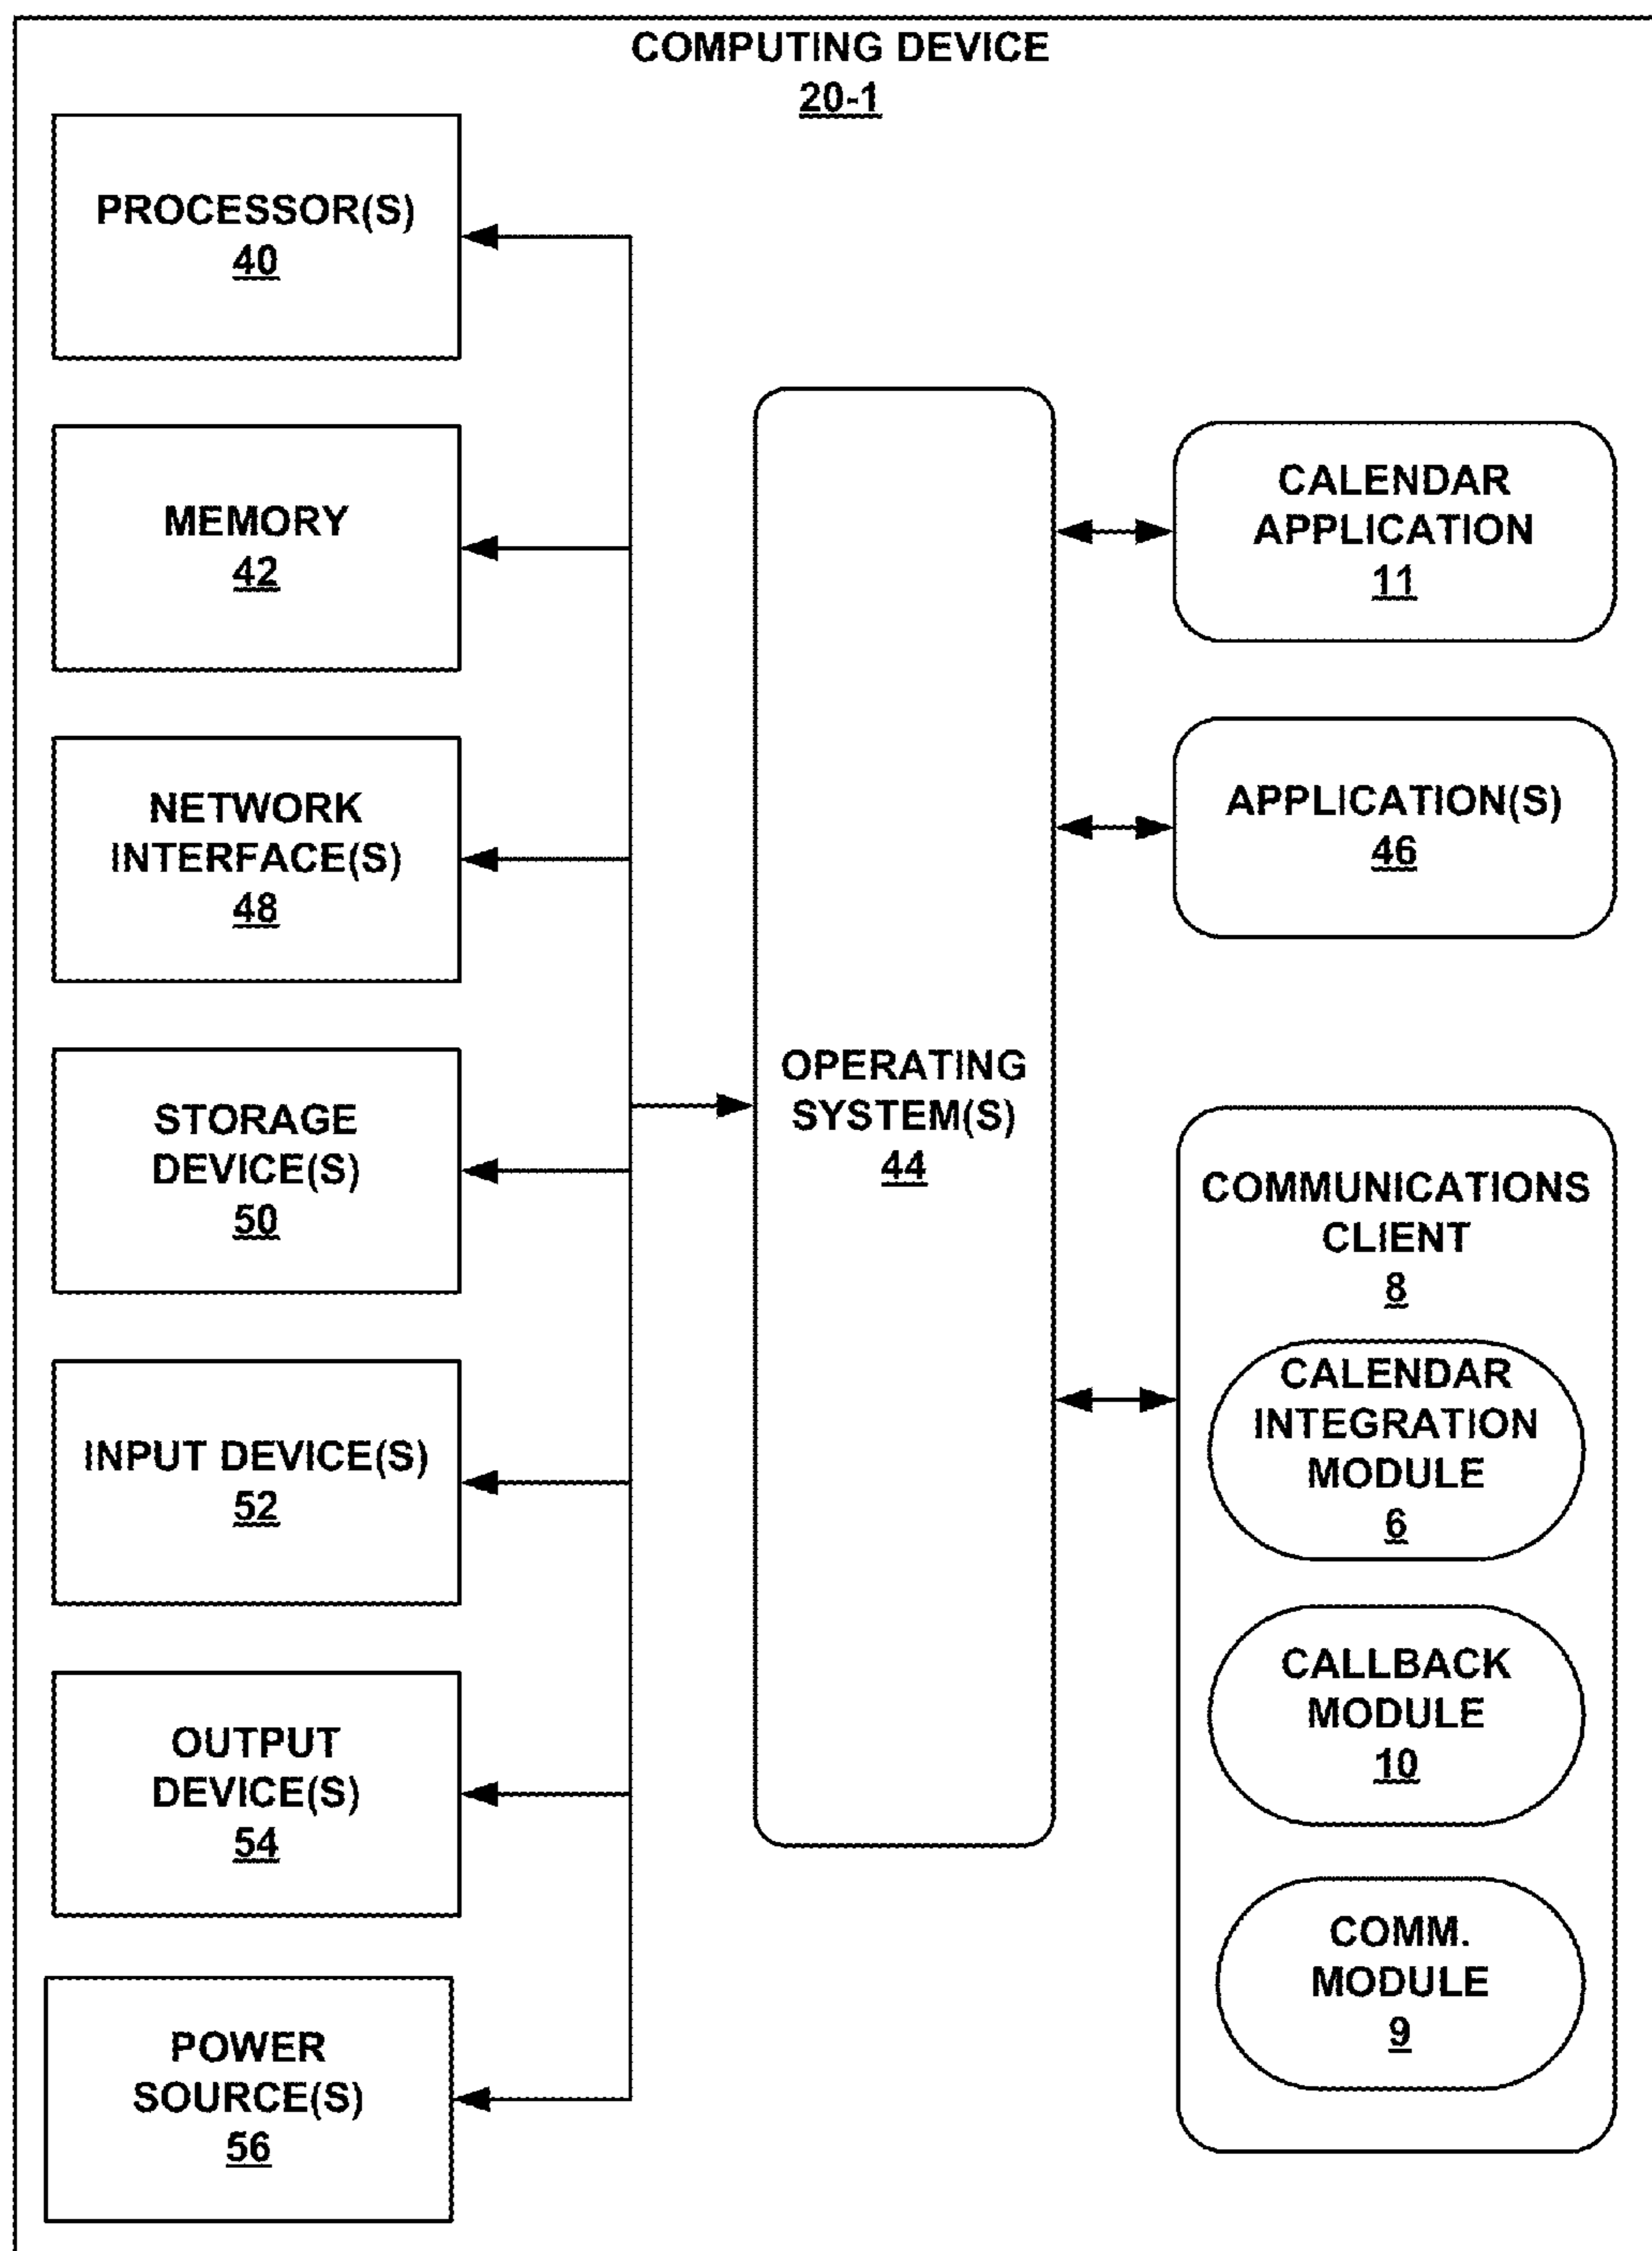 COMPUTING DEVICE
20-1
PROCESSOR(S)
40
MEMORY
42
NETWORK
INTERFACE(S)
48
STORAGE
DEVICE(S)
50
INPUT DEVICE(S)
52
OUTPUT
DEVICE(S)
54
POWER
SOURCE(S)
56
OPERATING
SYSTEM(S)
44
CALENDAR
APPLICATION
11
APPLICATION(S)
46
COMMUNICATIONS
CLIENT
8
CALENDAR
INTEGRATION
MODULE
6
CALLBACK
MODULE
10
COMM.
MODULE
9